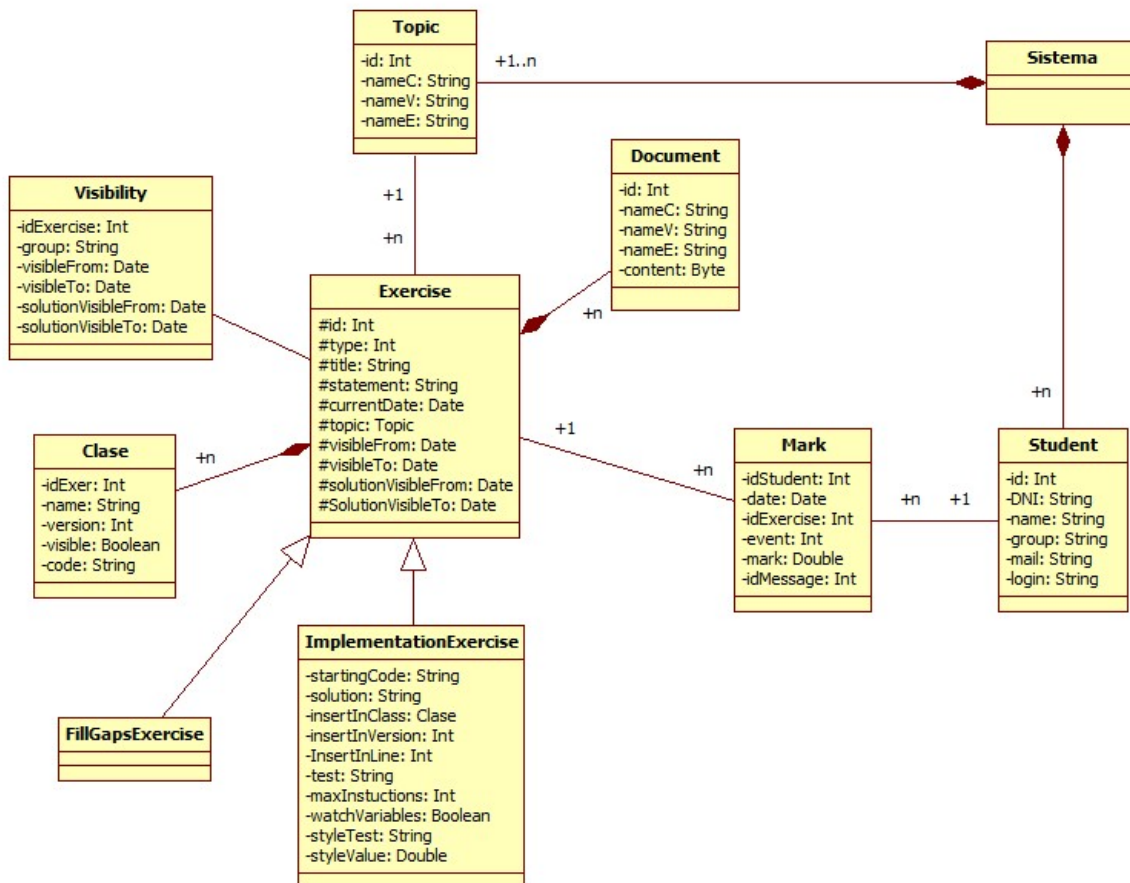 Topic
-id: Int
-nameC: String
-nameV: String
-nameE: String
+1..n
Sistema
Document
-id: Int
-nameC: String
-nameV: String
-nameE: String
-content: Byte
+n
Visibility
-idExercise: Int
-group: String
-visibleFrom: Date
-visibleTo: Date
-solutionVisibleFrom: Date
-solutionVisibleTo: Date
+1
+n
Exercise
#id: Int
#type: Int
#title: String
#statement: String
#currentDate: Date
#topic: Topic
#visibleFrom: Date
#visibleTo: Date
#solutionVisibleFrom: Date
#SolutionVisibleTo: Date
+n
Clase
-idExer: Int
-name: String
-version: Int
-visible: Boolean
-code: String
+n
+1
+n
Mark
-idStudent: Int
-date: Date
-idExercise: Int
-event: Int
-mark: Double
-idMessage: Int
+n
+1
Student
-id: Int
-DNI: String
-name: String
-group: String
-mail: String
-login: String
FillGapsExercise
ImplementationExercise
-startingCode: String
-solution: String
-insertInClass: Clase
-insertInVersion: Int
-InsertInLine: Int
-test: String
-maxInstuctions: Int
-watchVariables: Boolean
-styleTest: String
-styleValue: Double